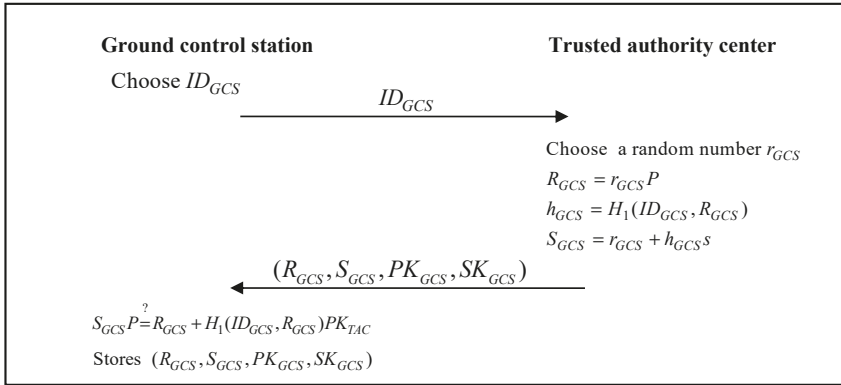 Ground control station Trusted authority center
Choose ID_GCS
ID_GCS
Choose a random number r_GCS
R_GCS = r_GCS P
h_GCS = H_1(ID_GCS, R_GCS)
S_GCS = r_GCS + h_GCS s
(R_GCS, S_GCS, PK_GCS, SK_GCS)
S_GCS P ?= R_GCS + H_1(ID_GCS, R_GCS)PK_TAC
Stores (R_GCS, S_GCS, PK_GCS, SK_GCS)